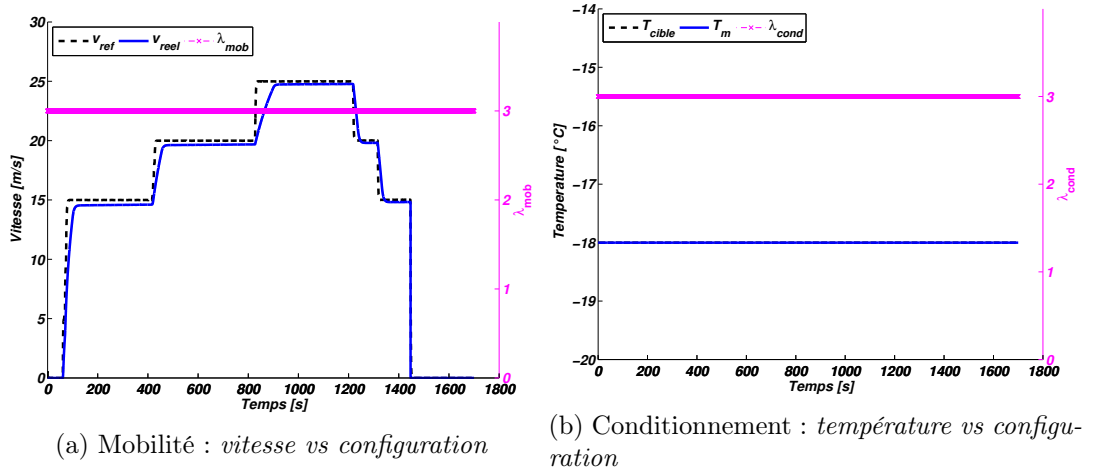 v_ref v_reel λ_mob
30
25
20
15
10
5
0
Vitesse [m/s]
0 200 400 600 800 1000 1200 1400 1600 1800
Temps [s]
3
2
1
0
λ_mob
(a) Mobilité : vitesse vs configuration
T_cible T_m λ_cond
−14
−15
−16
−17
−18
−19
−20
Temperature [°C]
0 200 400 600 800 1000 1200 1400 1600 1800
Temps [s]
3
2
1
0
λ_cond
(b) Conditionnement : température vs configu-
ration